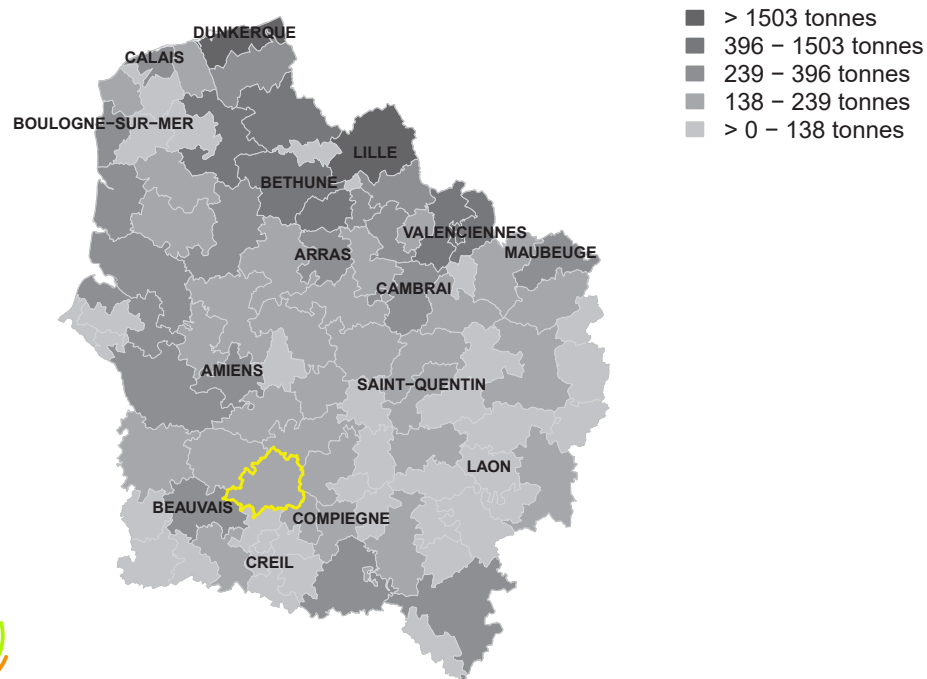 > 1503 tonnes
396 − 1503 tonnes
239 − 396 tonnes
138 − 239 tonnes
> 0 − 138 tonnes
DUNKERQUE
CALAIS
BOULOGNE−SUR−MER
LILLE
BETHUNE
VALENCIENNES
MAUBEUGE
ARRAS
CAMBRAI
AMIENS
SAINT−QUENTIN
LAON
BEAUVAIS
COMPIEGNE
CREIL